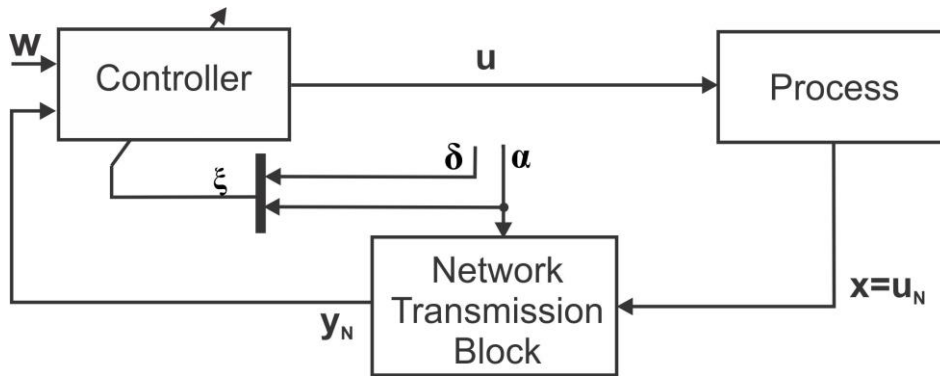 w
Controller
u
Process
δ α
ξ
Network
Transmission
Block
x=uN
yN